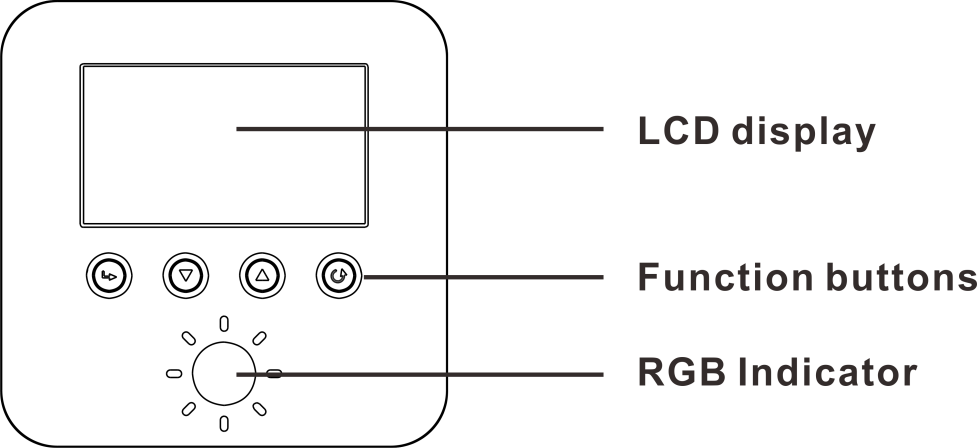 LCD display
Function buttons
RGB Indicator